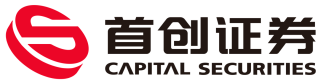 首创证券
CAPITAL SECURITIES